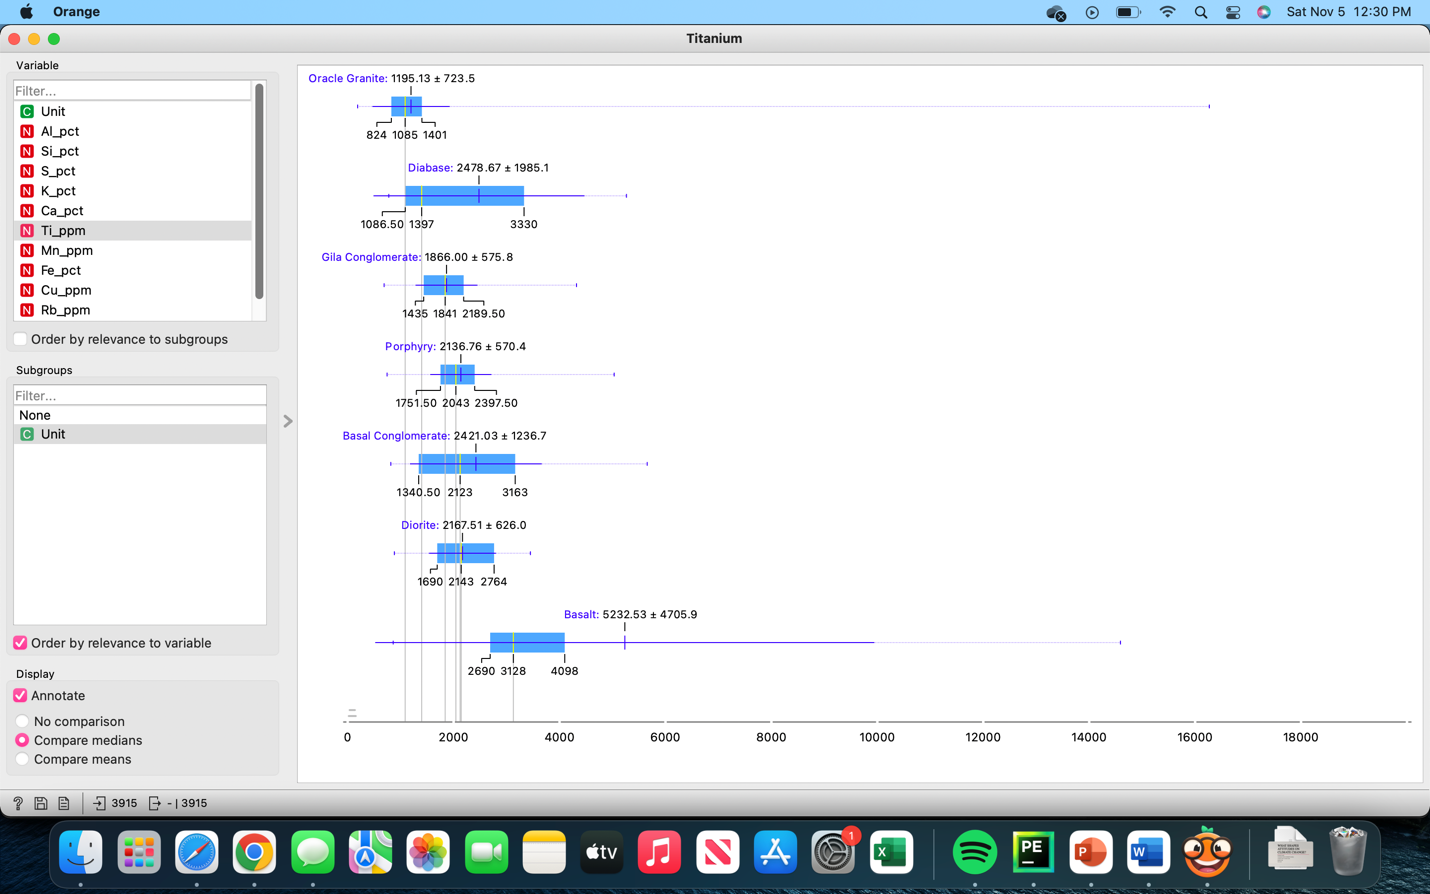 Orange
Sat Nov 5 12:30 PM
Titanium
Variable
Filter...
C Unit
N Al_pct
N Si_pct
N S_pct
N K_pct
N Ca_pct
N Ti_ppm
N Mn_ppm
N Fe_pct
N Cu_ppm
N Rb_ppm
Order by relevance to subgroups
Subgroups
Filter...
None
C Unit
Order by relevance to variable
Display
Annotate
No comparison
Compare medians
Compare means
? 3915 - | 3915
Oracle Granite: 1195.13 ± 723.5
824 1085 1401
Diabase: 2478.67 ± 1985.1
1086.50 1397 3330
Gila Conglomerate: 1866.00 ± 575.8
1435 1841 2189.50
Porphyry: 2136.76 ± 570.4
1751.50 2043 2397.50
Basal Conglomerate: 2421.03 ± 1236.7
1340.50 2123 3163
Diorite: 2167.51 ± 626.0
1690 2143 2764
Basalt: 5232.53 ± 4705.9
2690 3128 4098
0 2000 4000 6000 8000 10000 12000 14000 16000 18000
tv
1
X
PE
P
W